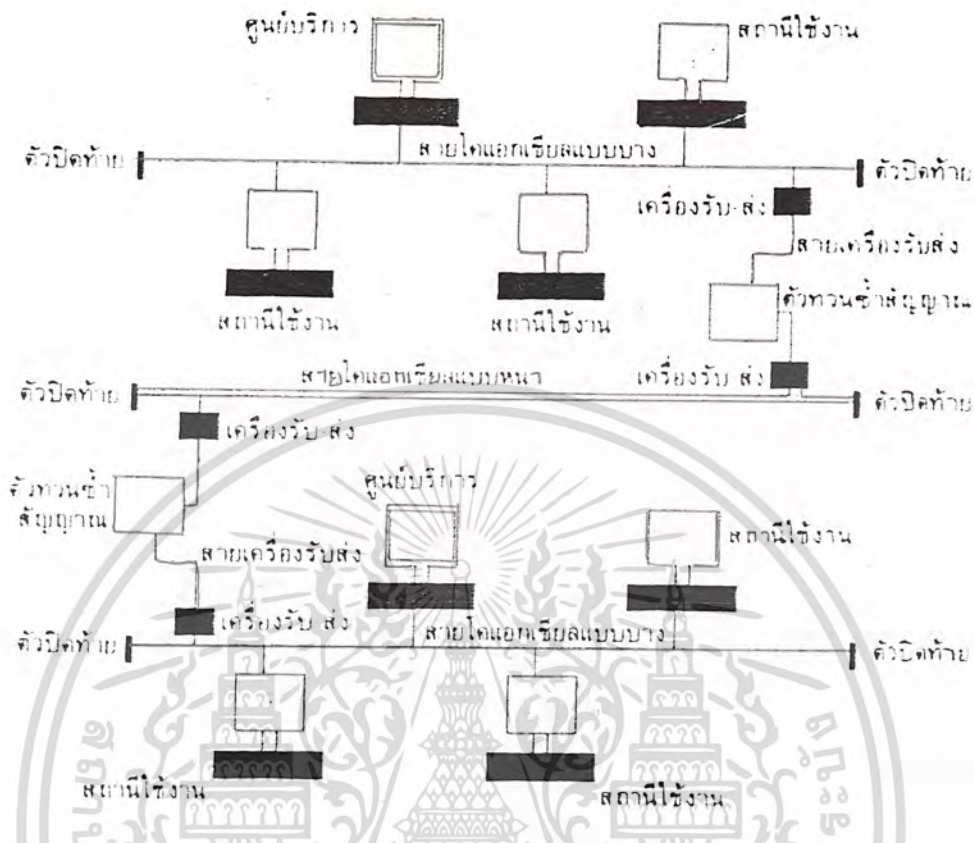 ศูนย์บริการ
สถานีใช้งาน
สายโคแอกเชียลแบบบาง
ตัวปิดท้าย
ตัวปิดท้าย
เครื่องรับ-ส่ง
สายเครื่องรับส่ง
สถานีใช้งาน
สถานีใช้งาน
ตัวทวนซ้ำสัญญาณ
สายโคแอกเชียลแบบหนา
เครื่องรับ ส่ง
ตัวปิดท้าย
ตัวปิดท้าย
เครื่องรับ-ส่ง
ศูนย์บริการ
ตัวทวนซ้ำ
สัญญาณ
สถานีใช้งาน
สายเครื่องรับส่ง
เครื่องรับ ส่ง
สายโคแอกเชียลแบบบาง
ตัวปิดท้าย
ตัวปิดท้าย
สถานีใช้งาน
สถานีใช้งาน